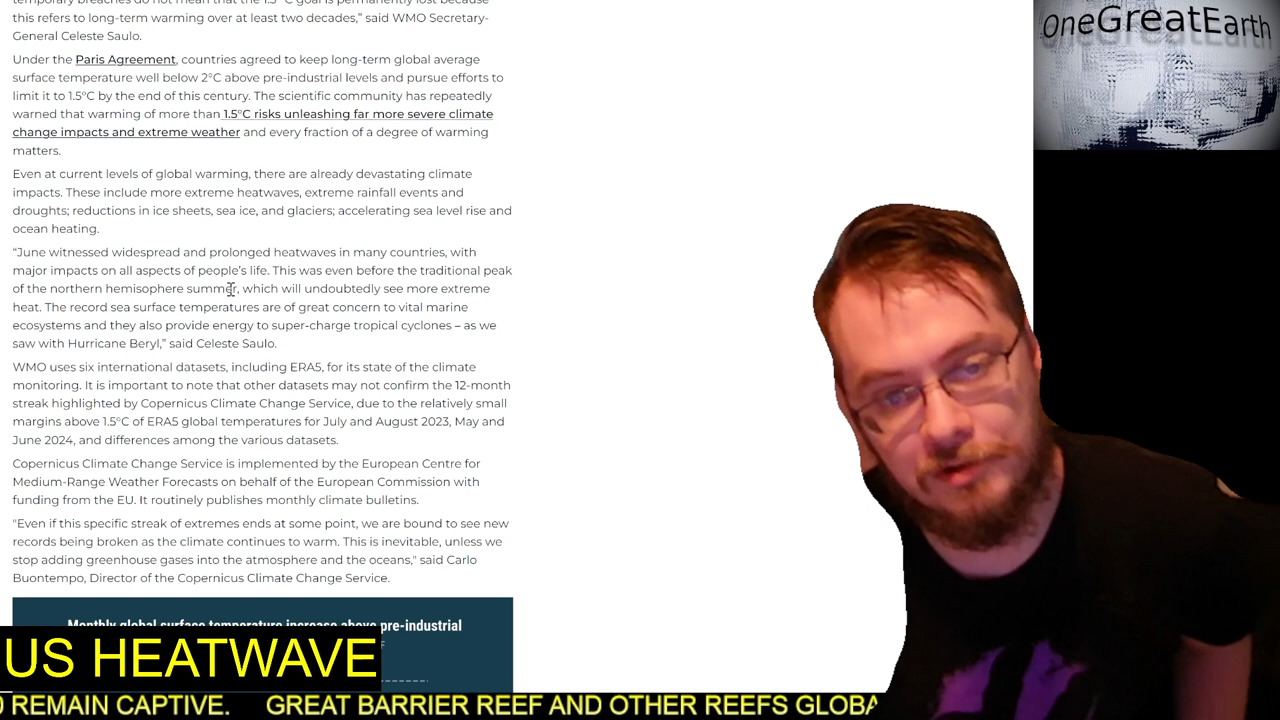 temporary breaches do not mean that the 1.5°C goal is permanently lost because
this refers to long-term warming over at least two decades,” said WMO Secretary-
General Celeste Saulo.
Under the Paris Agreement, countries agreed to keep long-term global average
surface temperature well below 2°C above pre-industrial levels and pursue efforts to
limit it to 1.5°C by the end of this century. The scientific community has repeatedly
warned that warming of more than 1.5°C risks unleashing far more severe climate
change impacts and extreme weather and every fraction of a degree of warming
matters.
Even at current levels of global warming, there are already devastating climate
impacts. These include more extreme heatwaves, extreme rainfall events and
droughts; reductions in ice sheets, sea ice, and glaciers; accelerating sea level rise and
ocean heating.
“June witnessed widespread and prolonged heatwaves in many countries, with
major impacts on all aspects of people’s life. This was even before the traditional peak
of the northern hemisphere summer, which will undoubtedly see more extreme
heat. The record sea surface temperatures are of great concern to vital marine
ecosystems and they also provide energy to super-charge tropical cyclones – as we
saw with Hurricane Beryl,” said Celeste Saulo.
WMO uses six international datasets, including ERA5, for its state of the climate
monitoring. It is important to note that other datasets may not confirm the 12-month
streak highlighted by Copernicus Climate Change Service, due to the relatively small
margins above 1.5°C of ERA5 global temperatures for July and August 2023, May and
June 2024, and differences among the various datasets.
Copernicus Climate Change Service is implemented by the European Centre for
Medium-Range Weather Forecasts on behalf of the European Commission with
funding from the EU. It routinely publishes monthly climate bulletins.
"Even if this specific streak of extremes ends at some point, we are bound to see new
records being broken as the climate continues to warm. This is inevitable, unless we
stop adding greenhouse gases into the atmosphere and the oceans," said Carlo
Buontempo, Director of the Copernicus Climate Change Service.
Monthly global surface temperature increase above pre-industrial
OneGreatEarth
US HEATWAVE
REMAIN CAPTIVE. GREAT BARRIER REEF AND OTHER REEFS GLOBA